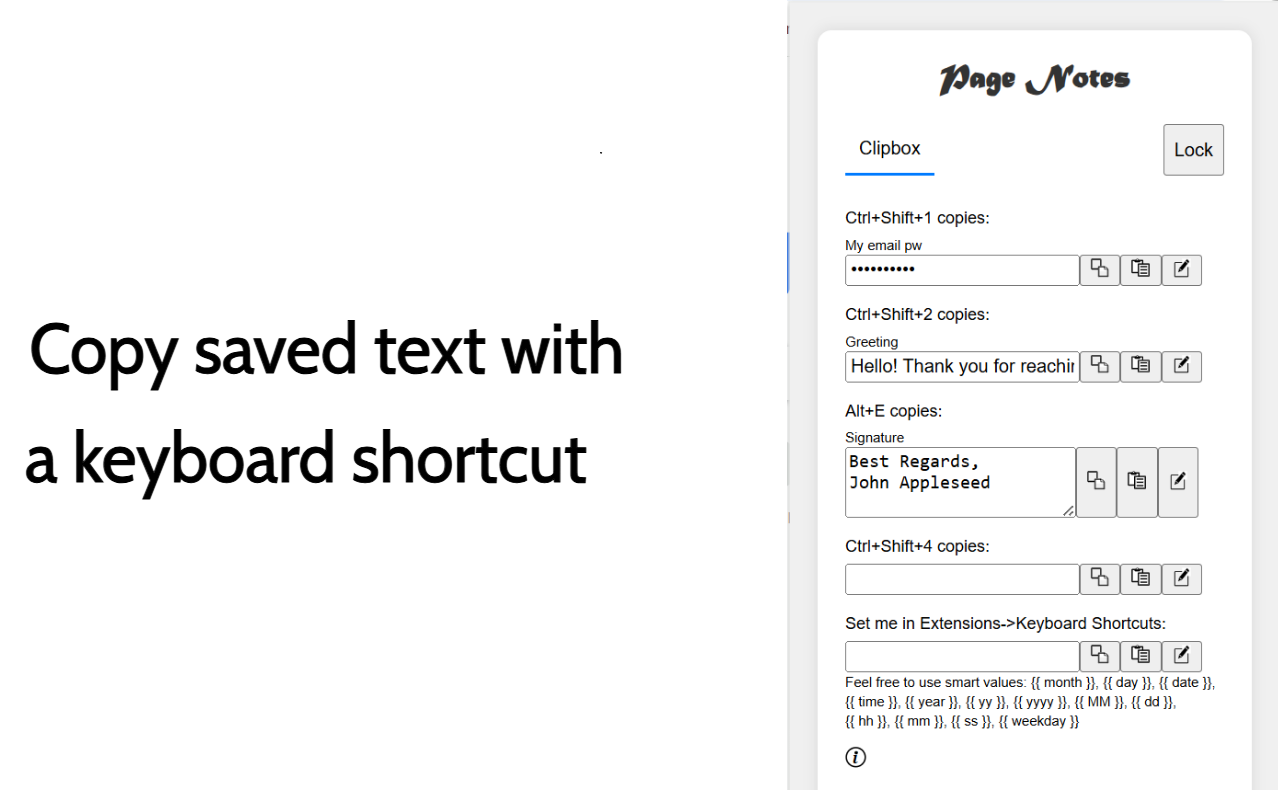 Copy saved text with
a keyboard shortcut
Page Notes
Clipbox
Lock
Ctrl+Shift+1 copies:
My email pw
••••••••••
Ctrl+Shift+2 copies:
Greeting
Hello! Thank you for
Alt+E copies:
Signature
Best Regards,
John Appleseed
Ctrl+Shift+4 copies:
Set me in Extensions->Keyboard Shortcuts:
Feel free to use smart values: {{ month }}, {{ day }}, {{ date }},
{{ time }}, {{ year }}, {{ yy }}, {{ yyyy }}, {{ MM }}, {{ dd }},
{{ hh }}, {{ mm }}, {{ ss }}, {{ weekday }}
i